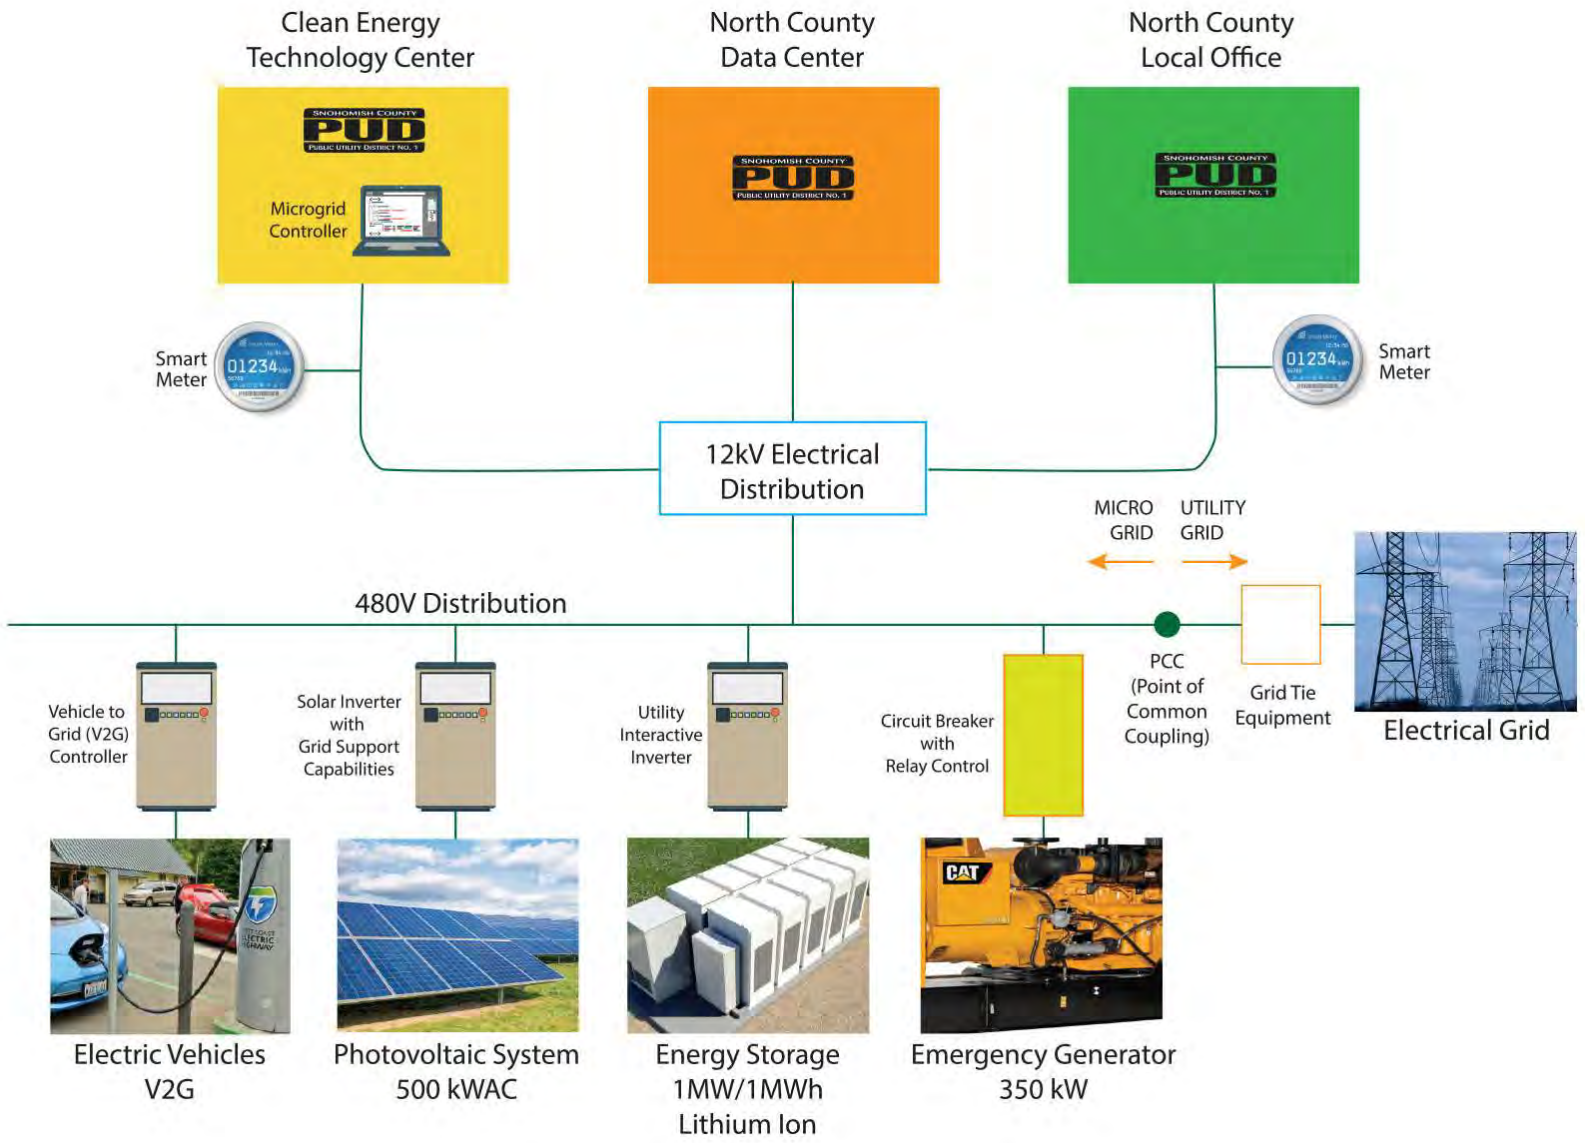 Clean Energy
Technology Center
North County
Data Center
North County
Local Office
SNOHOMISH COUNTY
PUD
PUBLIC UTILITY DISTRICT NO. 1
Microgrid
Controller
SNOHOMISH COUNTY
PUD
PUBLIC UTILITY DISTRICT NO. 1
SNOHOMISH COUNTY
PUD
PUBLIC UTILITY DISTRICT NO. 1
Smart
Meter
01234 kWh
01234 kWh
Smart
Meter
12kV Electrical
Distribution
MICRO
GRID
UTILITY
GRID
480V Distribution
Vehicle to
Grid (V2G)
Controller
Solar Inverter
with
Grid Support
Capabilities
Utility
Interactive
Inverter
Circuit Breaker
with
Relay Control
PCC
(Point of
Common
Coupling)
Grid Tie
Equipment
Electrical Grid
ELECTRIC
HIGHWAY
CAT
Electric Vehicles
V2G
Photovoltaic System
500 kWAC
Energy Storage
1MW/1MWh
Lithium Ion
Emergency Generator
350 kW